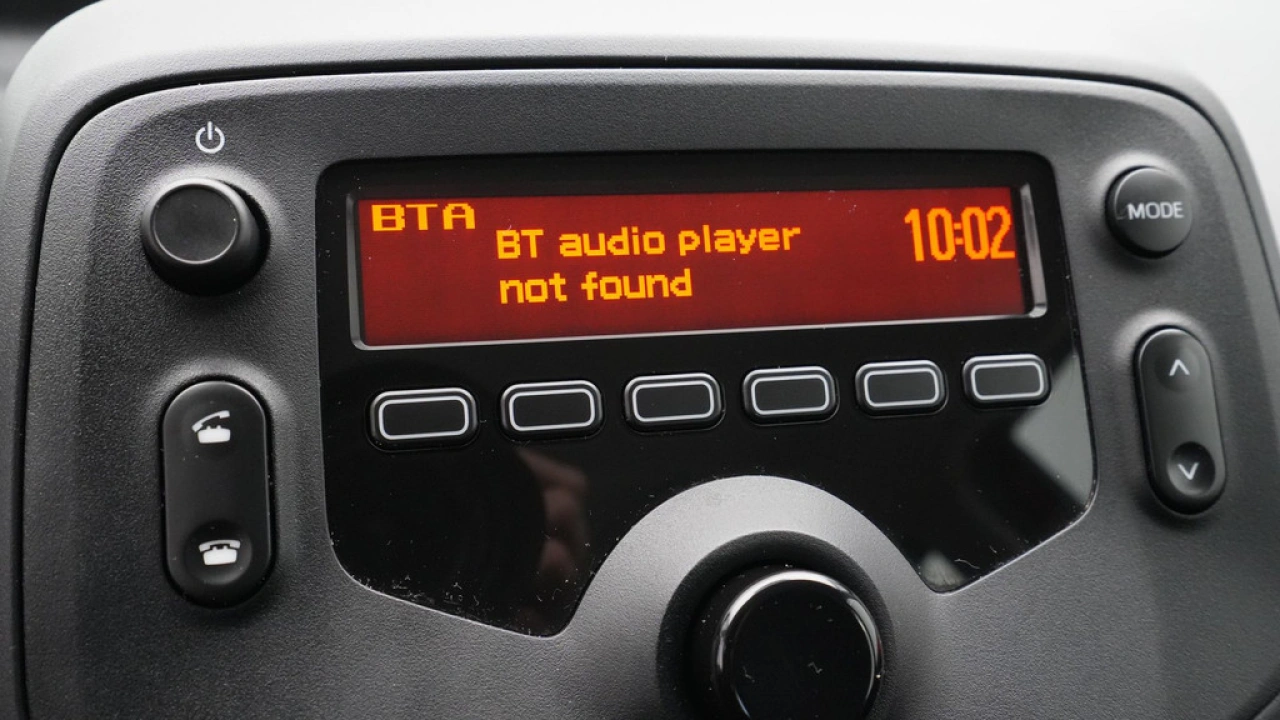 BTA
BT audio player
not found
10:02
MODE